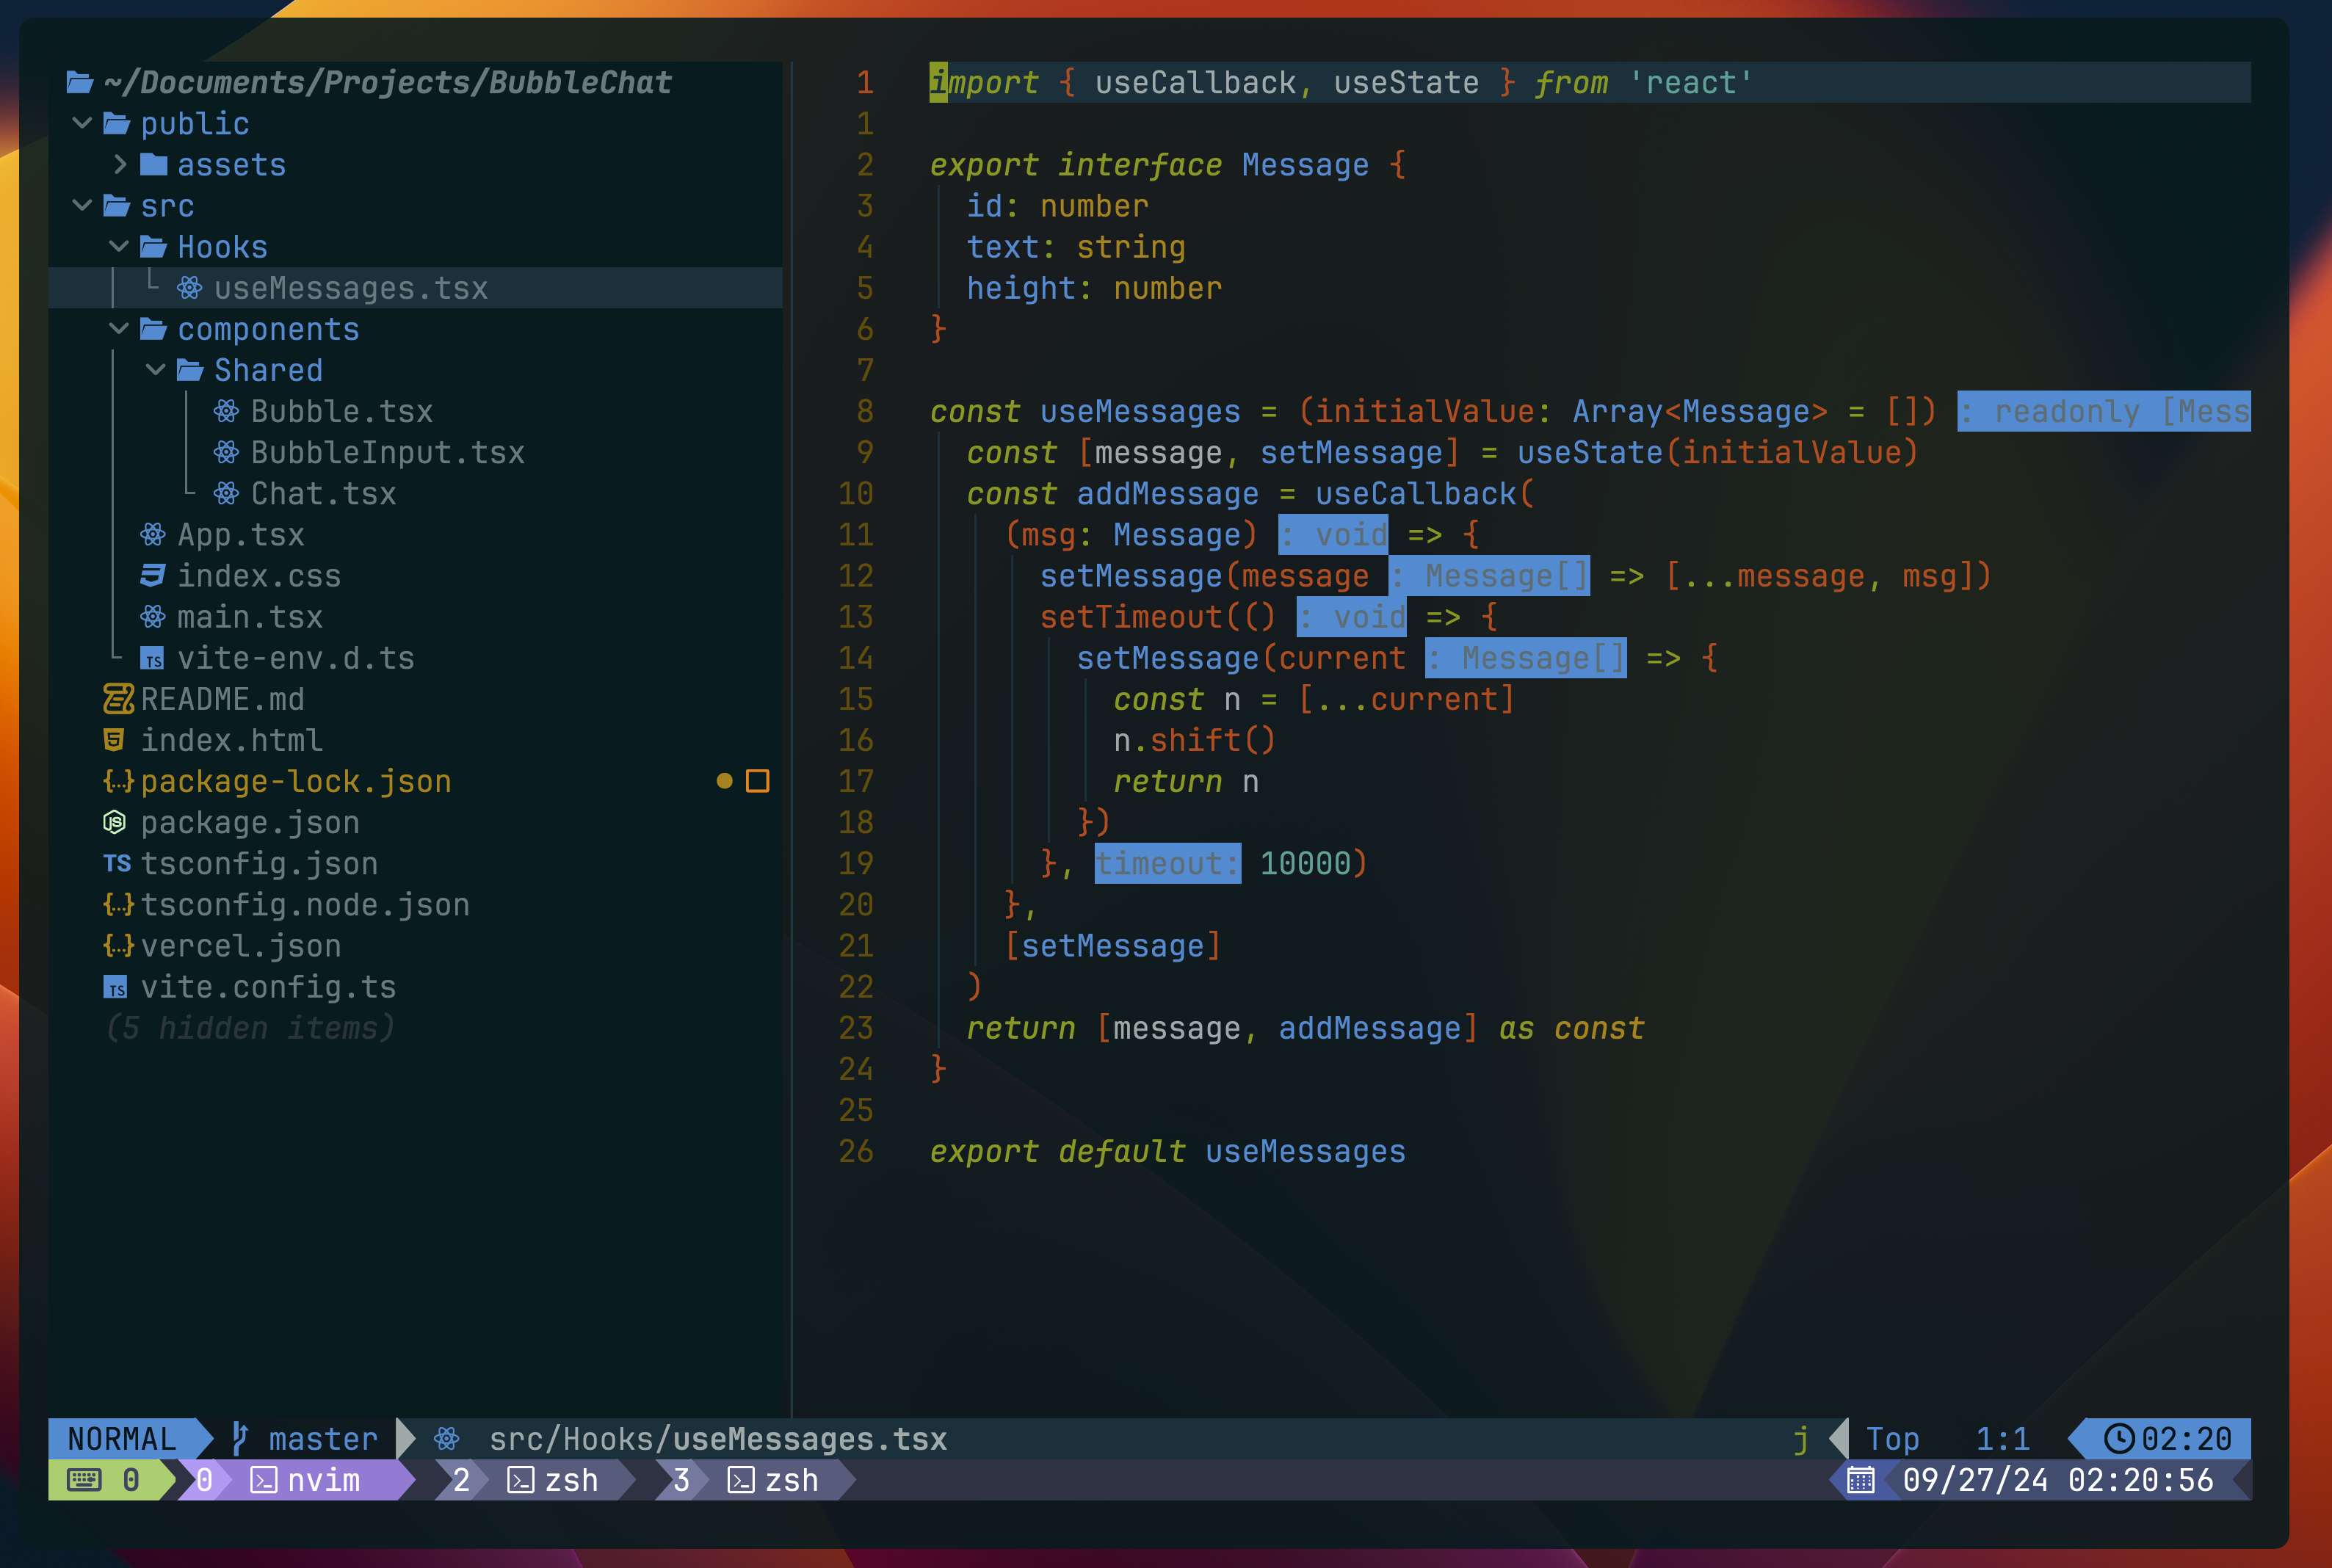 ~/Documents/Projects/BubbleChat
public
assets
src
Hooks
useMessages.tsx
components
Shared
Bubble.tsx
BubbleInput.tsx
Chat.tsx
App.tsx
index.css
main.tsx
TS vite-env.d.ts
README.md
index.html
{...} package-lock.json
package.json
TS tsconfig.json
{...} tsconfig.node.json
{...} vercel.json
TS vite.config.ts
(5 hidden items)
1 import { useCallback, useState } from 'react'
1
2 export interface Message {
3 id: number
4 text: string
5 height: number
6 }
7
8 const useMessages = (initialValue: Array<Message> = []) : readonly [Mess
9 const [message, setMessage] = useState(initialValue)
10 const addMessage = useCallback(
11 (msg: Message) : void => {
12 setMessage(message : Message[] => [...message, msg])
13 setTimeout(() : void => {
14 setMessage(current : Message[] => {
15 const n = [...current]
16 n.shift()
17 return n
18 })
19 }, timeout: 10000)
20 },
21 [setMessage]
22 )
23 return [message, addMessage] as const
24 }
25
26 export default useMessages
NORMAL master src/Hooks/useMessages.tsx j Top 1:1 02:20
0 0 nvim 2 zsh 3 zsh 09/27/24 02:20:56